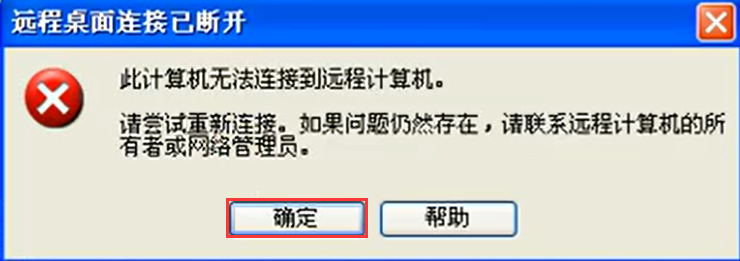 远程桌面连接已断开
此计算机无法连接到远程计算机。
请尝试重新连接。如果问题仍然存在，请联系远程计算机的所
有者或网络管理员。
确定 帮助